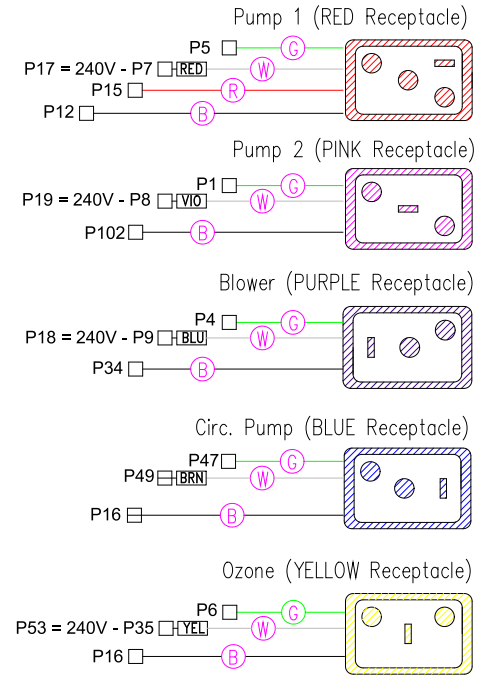 Pump 1 (RED Receptacle)
P5 G
P17 = 240V - P7 RED W
P15 R
P12 B
Pump 2 (PINK Receptacle)
P1 G
P19 = 240V - P8 VIO W
P102 B
Blower (PURPLE Receptacle)
P4 G
P18 = 240V - P9 BLU W
P34 B
Circ. Pump (BLUE Receptacle)
P47 G
P49 BRN W
P16 B
Ozone (YELLOW Receptacle)
P6 G
P53 = 240V - P35 YEL W
P16 B